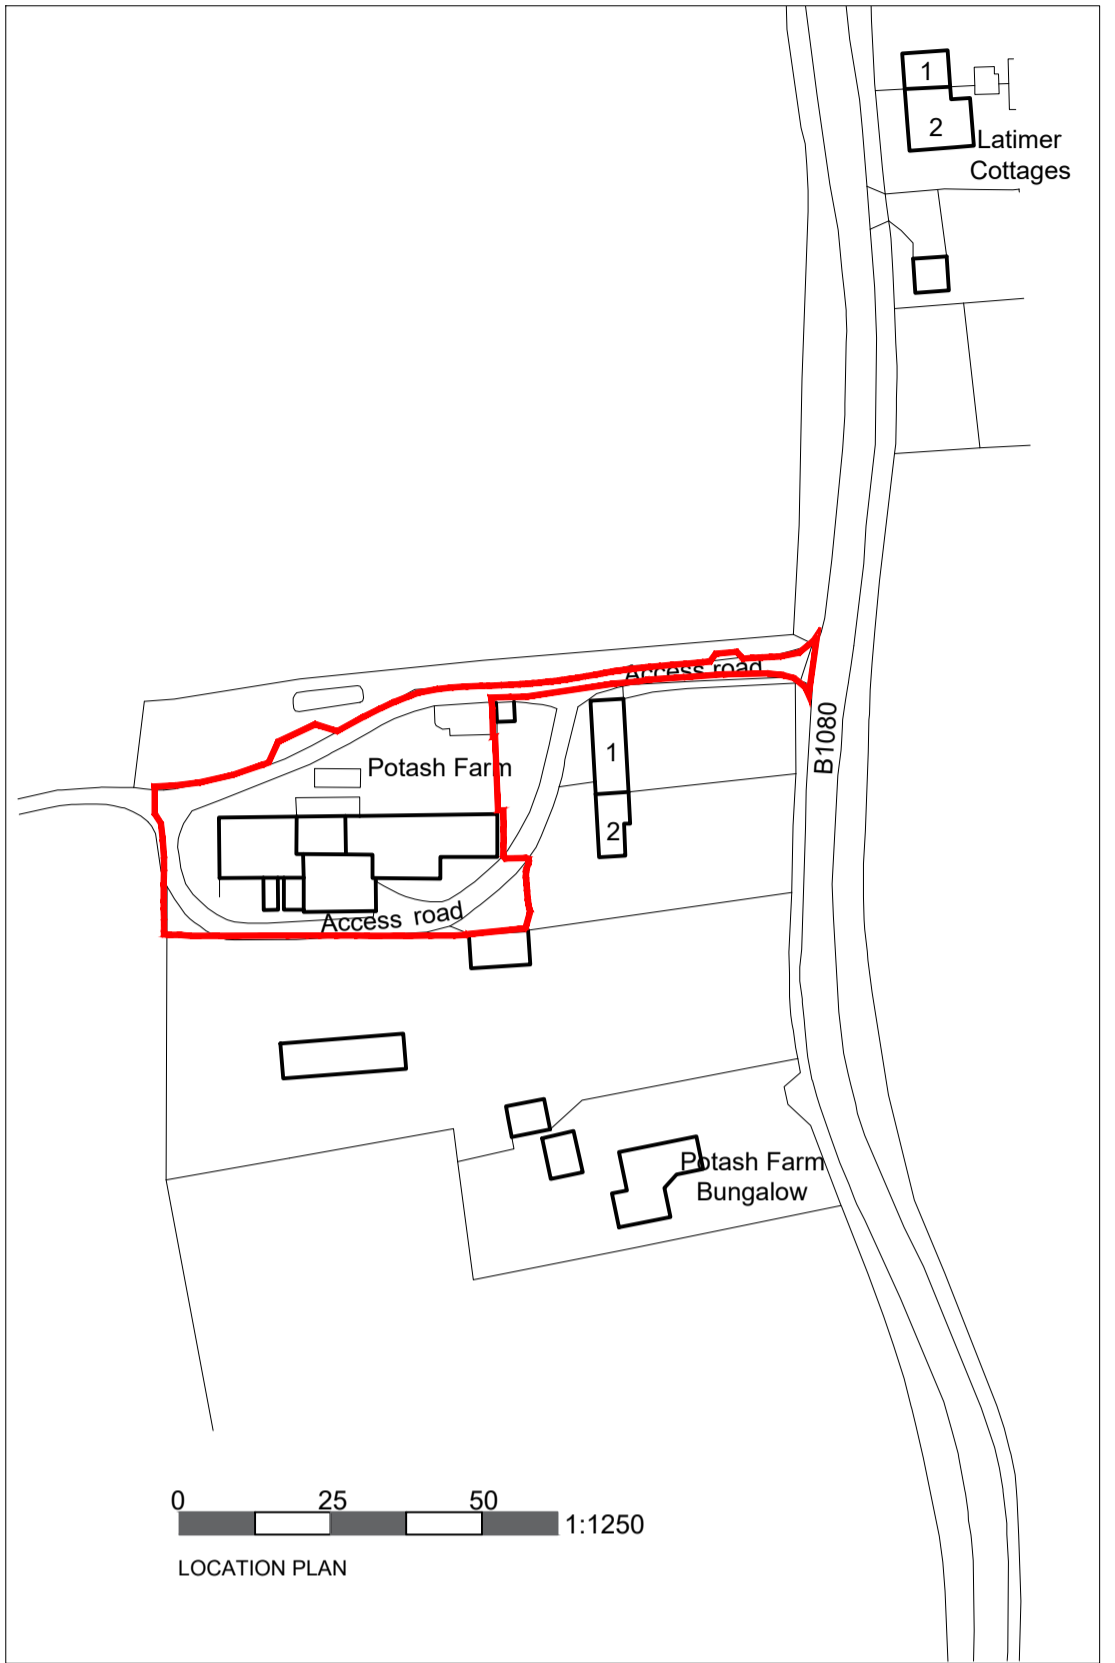 1
2
Latimer
Cottages
Access road
B1080
1
Potash Farm
2
Access road
Potash Farm
Bungalow
0 25 50
1:1250
LOCATION PLAN